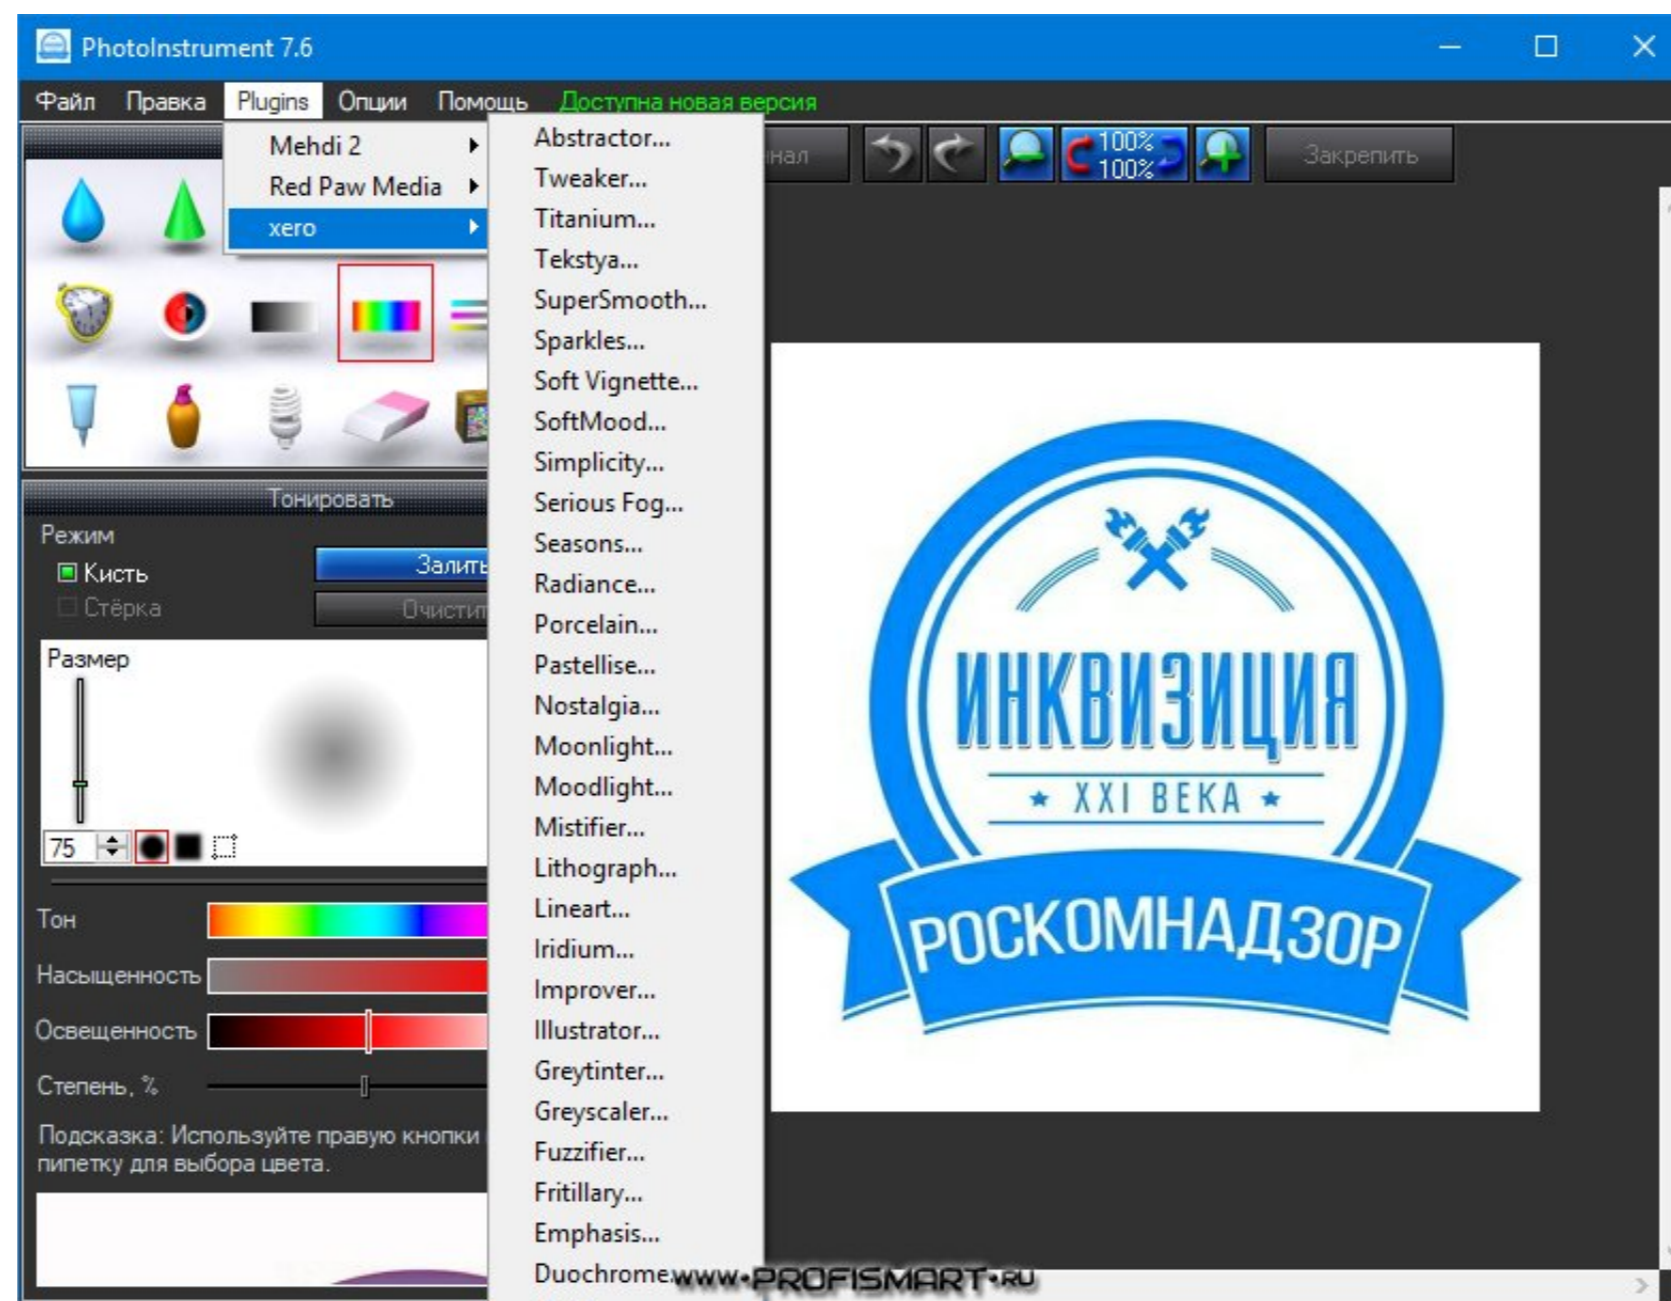 PhotoInstrument 7.6
Файл Правка Plugins Опции Помощь Доступна новая версия
Mehdi 2
Red Paw Media
xero
Abstractor...
Tweaker...
Titanium...
Tekstya...
SuperSmooth...
Sparkles...
Soft Vignette...
SoftMood...
Simplicity...
Serious Fog...
Seasons...
Radiance...
Porcelain...
Pastellise...
Nostalgia...
Moonlight...
Moodlight...
Mistifier...
Lithograph...
Lineart...
Iridium...
Improver...
Illustrator...
Greytinter...
Greyscaler...
Fuzzifier...
Fritillary...
Emphasis...
Duochrome...
100%
100%
Закрепить
Тонировать
Режим
Кисть
Залить
Стёрка
Размер
75
Тон
Насыщенность
Освещенность
Степень, %
Подсказка: Используйте правую кнопки
пипетку для выбора цвета.
ИНКВИЗИЦИЯ
XXI ВЕКА
РОСКОМНАДЗОР
WWW.PROFISMART.RU